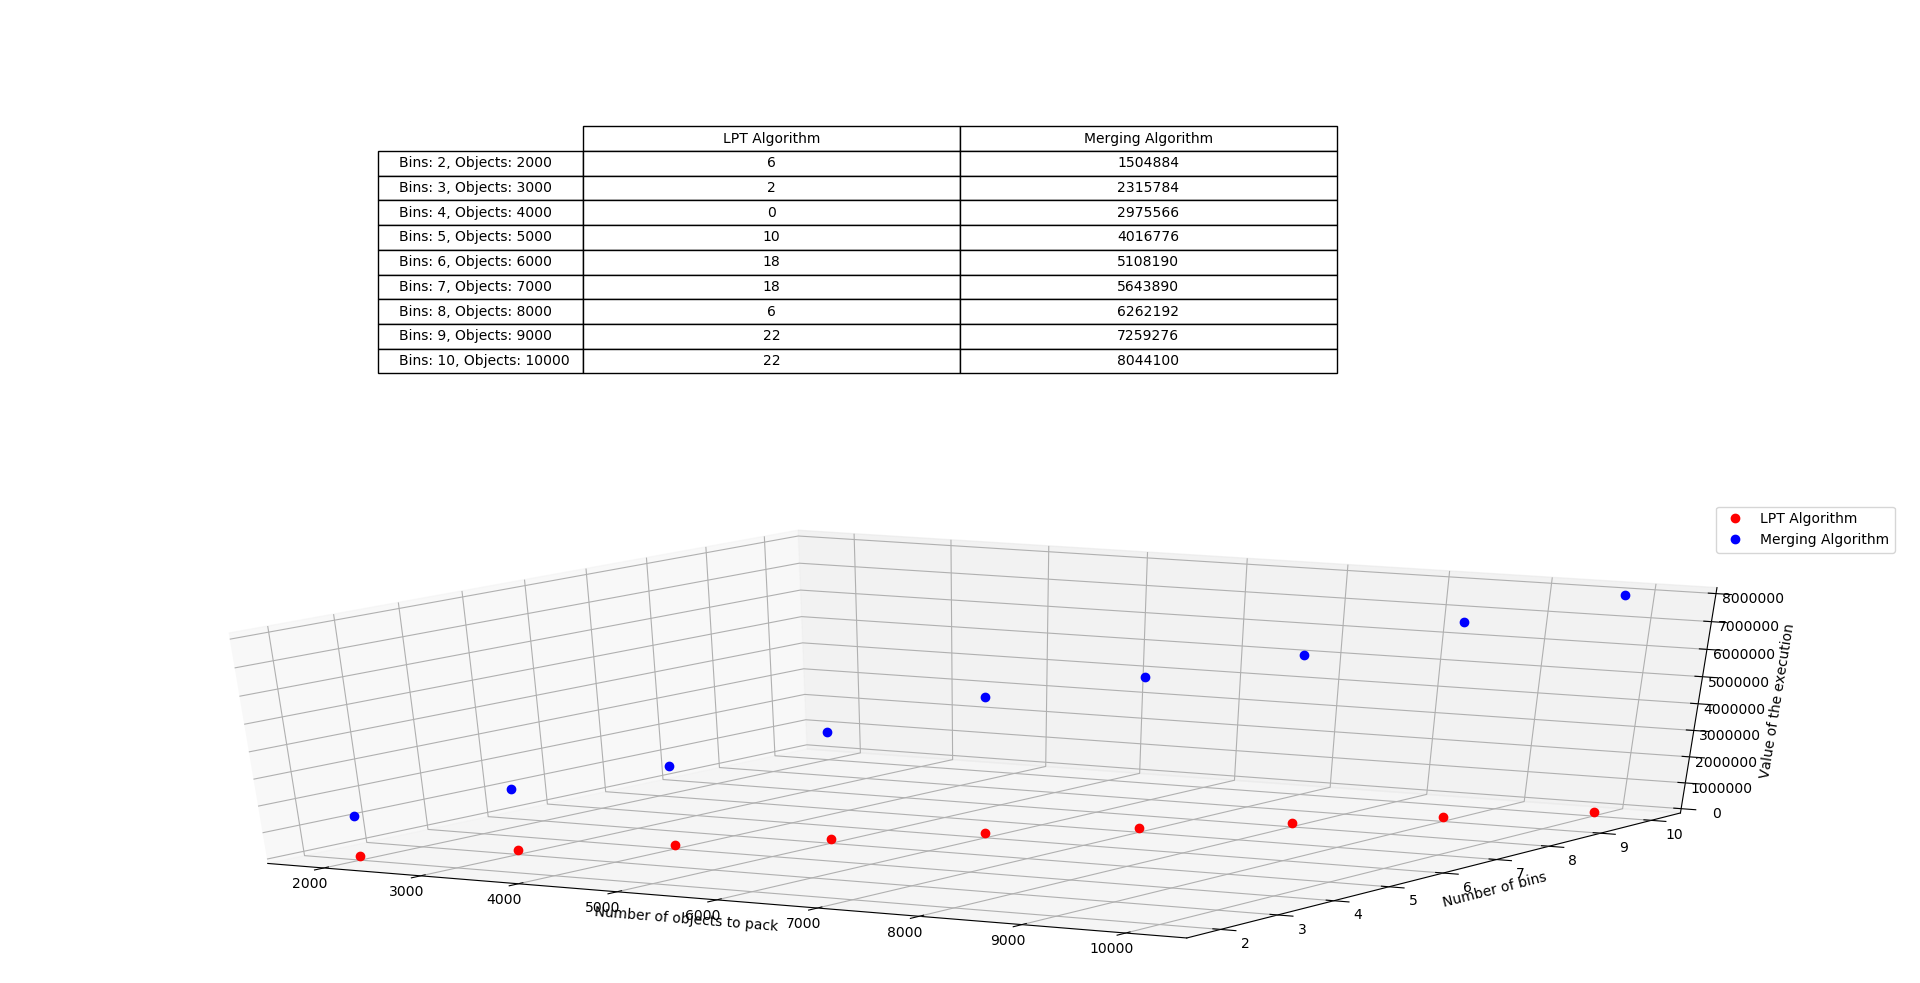 LPT Algorithm Merging Algorithm
Bins: 2, Objects: 2000 6 1504884
Bins: 3, Objects: 3000 2 2315784
Bins: 4, Objects: 4000 0 2975566
Bins: 5, Objects: 5000 10 4016776
Bins: 6, Objects: 6000 18 5108190
Bins: 7, Objects: 7000 18 5643890
Bins: 8, Objects: 8000 6 6262192
Bins: 9, Objects: 9000 22 7259276
Bins: 10, Objects: 10000 22 8044100
LPT Algorithm
Merging Algorithm
8000000
7000000
6000000
5000000
4000000
3000000
2000000
1000000
0
Value of the execution
2000 3000 4000 5000 6000 7000 8000 9000 10000
Number of objects to pack
2 3 4 5 6 7 8 9 10
Number of bins